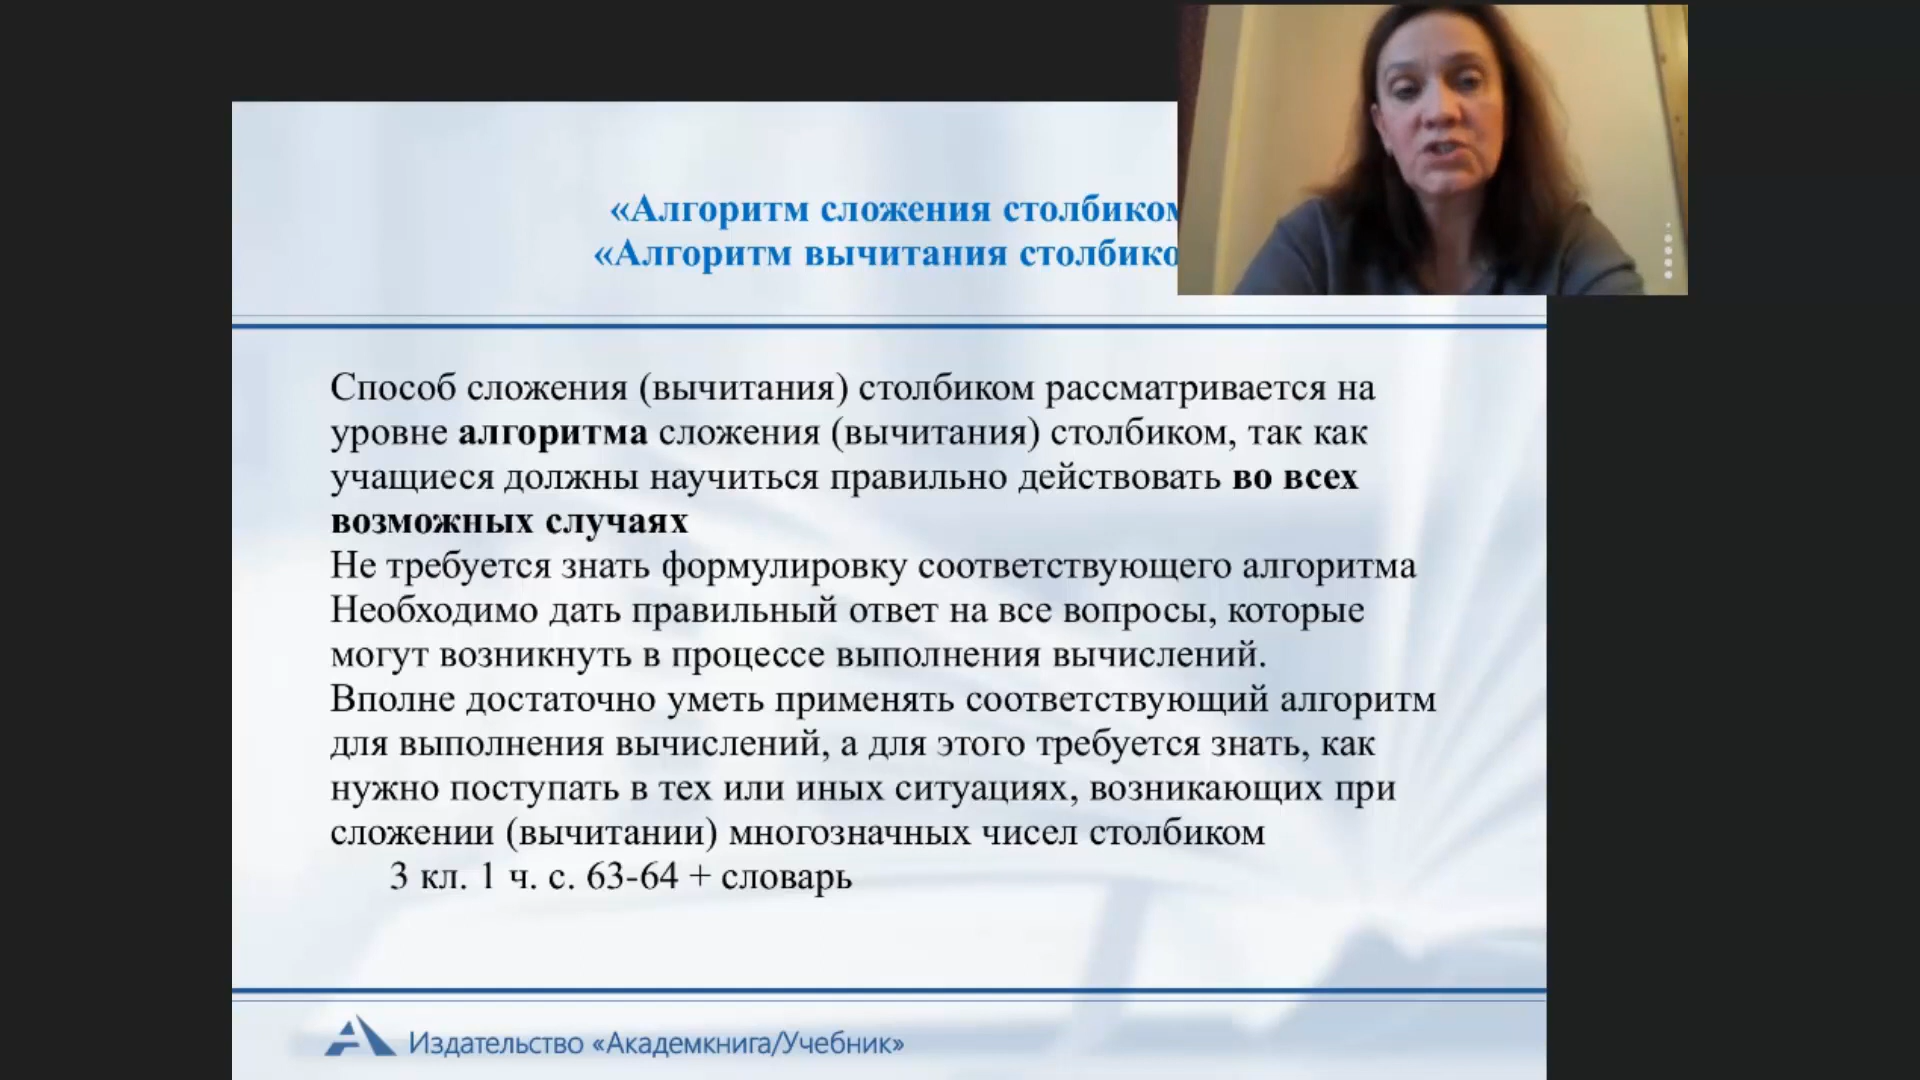 «Алгоритм сложения
«Алгоритм вычитания
Способ сложения (вычитания) столбиком рассматривается на
уровне алгоритма сложения (вычитания) столбиком, так как
учащиеся должны научиться правильно действовать во всех
возможных случаях
Не требуется знать формулировку соответствующего алгоритма
Необходимо дать правильный ответ на все вопросы, которые
могут возникнуть в процессе выполнения вычислений.
Вполне достаточно уметь применять соответствующий алгоритм
для выполнения вычислений, а для этого требуется знать, как
нужно поступать в тех или иных ситуациях, возникающих при
сложении (вычитании) многозначных чисел столбиком
3 кл. 1 ч. с. 63-64 + словарь
Издательство «Академкнига/Учебник»